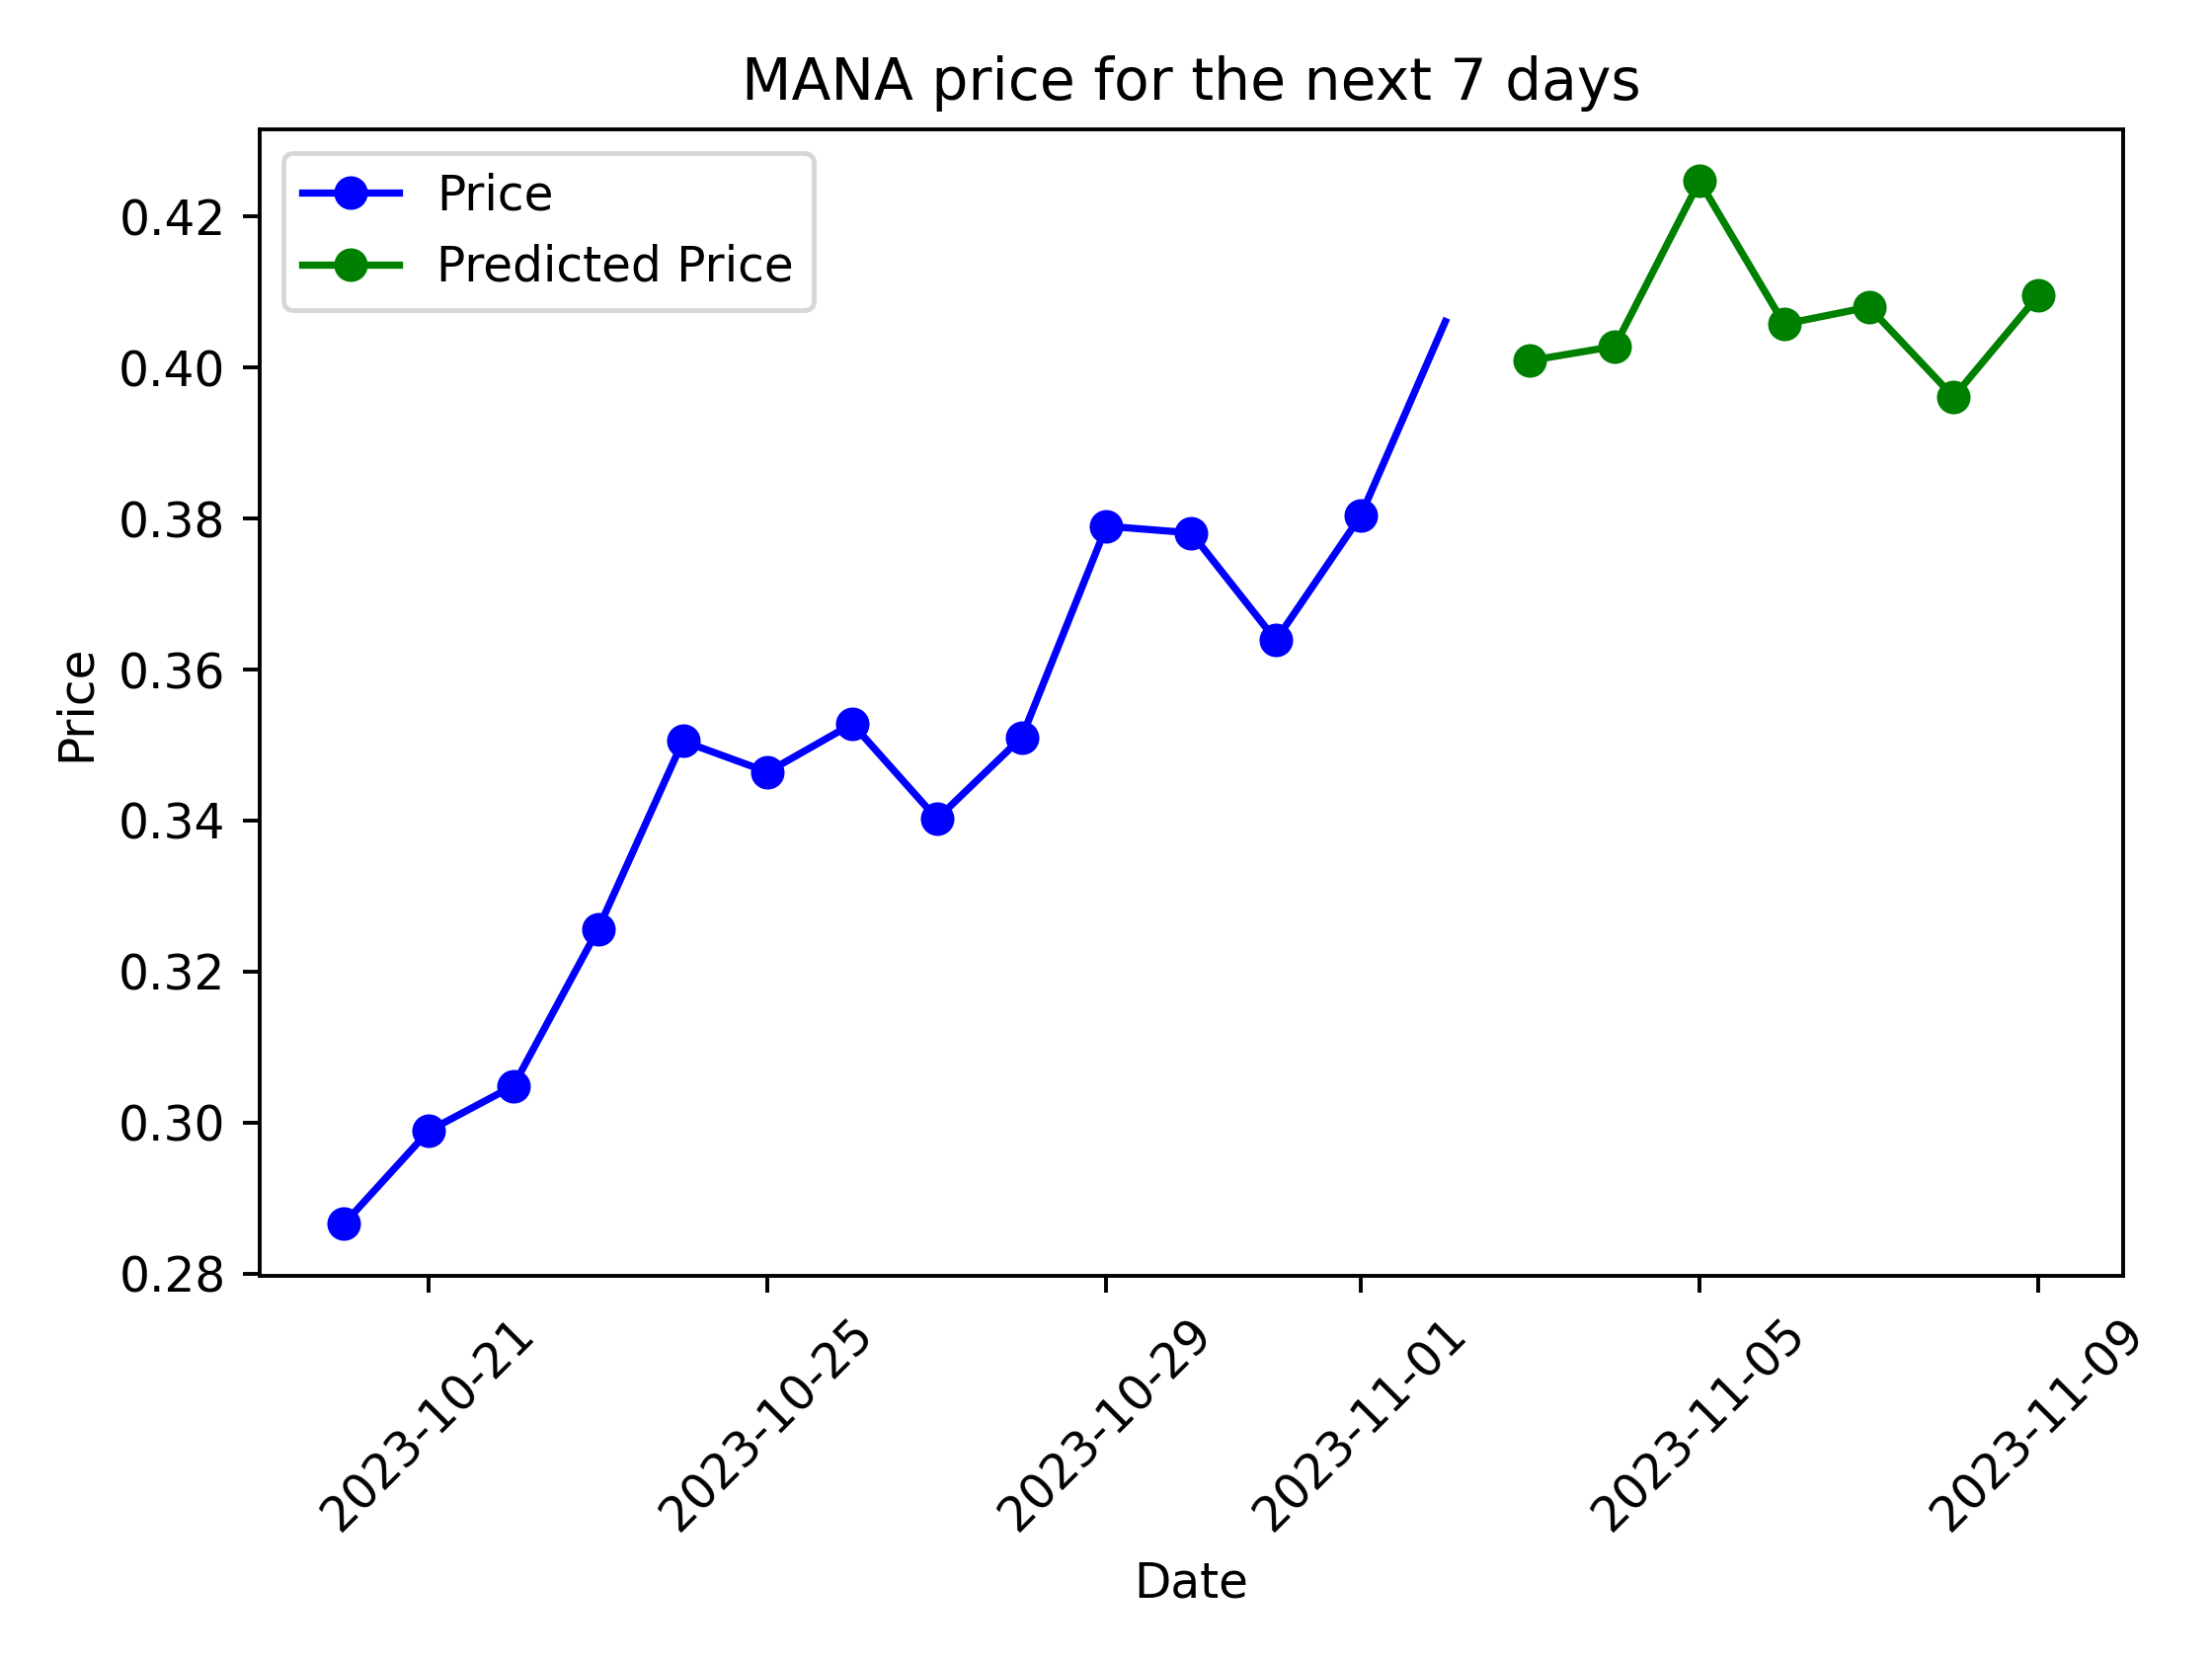 MANA price for the next 7 days
Price
Predicted Price
0.42
0.40
0.38
0.36
0.34
0.32
0.30
0.28
Price
2023-10-21
2023-10-25
2023-10-29
2023-11-01
2023-11-05
2023-11-09
Date